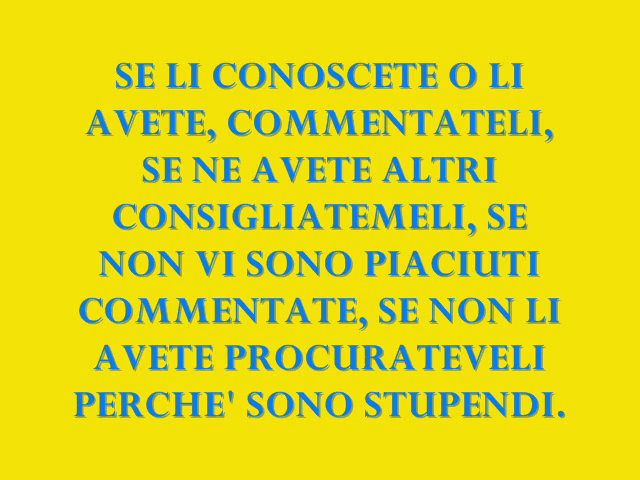 SE LI CONOSCETE O LI
AVETE, COMMENTATELI,
SE NE AVETE ALTRI
CONSIGLIATEMELI, SE
NON VI SONO PIACIUTI
COMMENTATE, SE NON LI
AVETE PROCURATEVELI
PERCHE' SONO STUPENDI.